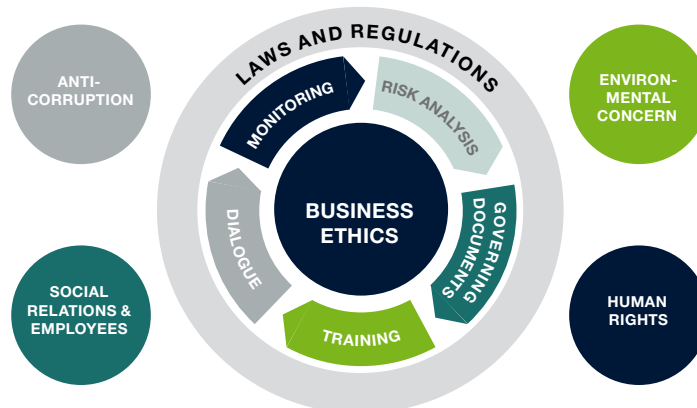 LAWS AND REGULATIONS
ANTI-
CORRUPTION
ENVIRON-
MENTAL
CONCERN
MONITORING
RISK ANALYSIS
BUSINESS
ETHICS
GOVERNING
DOCUMENTS
DIALOGUE
TRAINING
SOCIAL
RELATIONS &
EMPLOYEES
HUMAN
RIGHTS